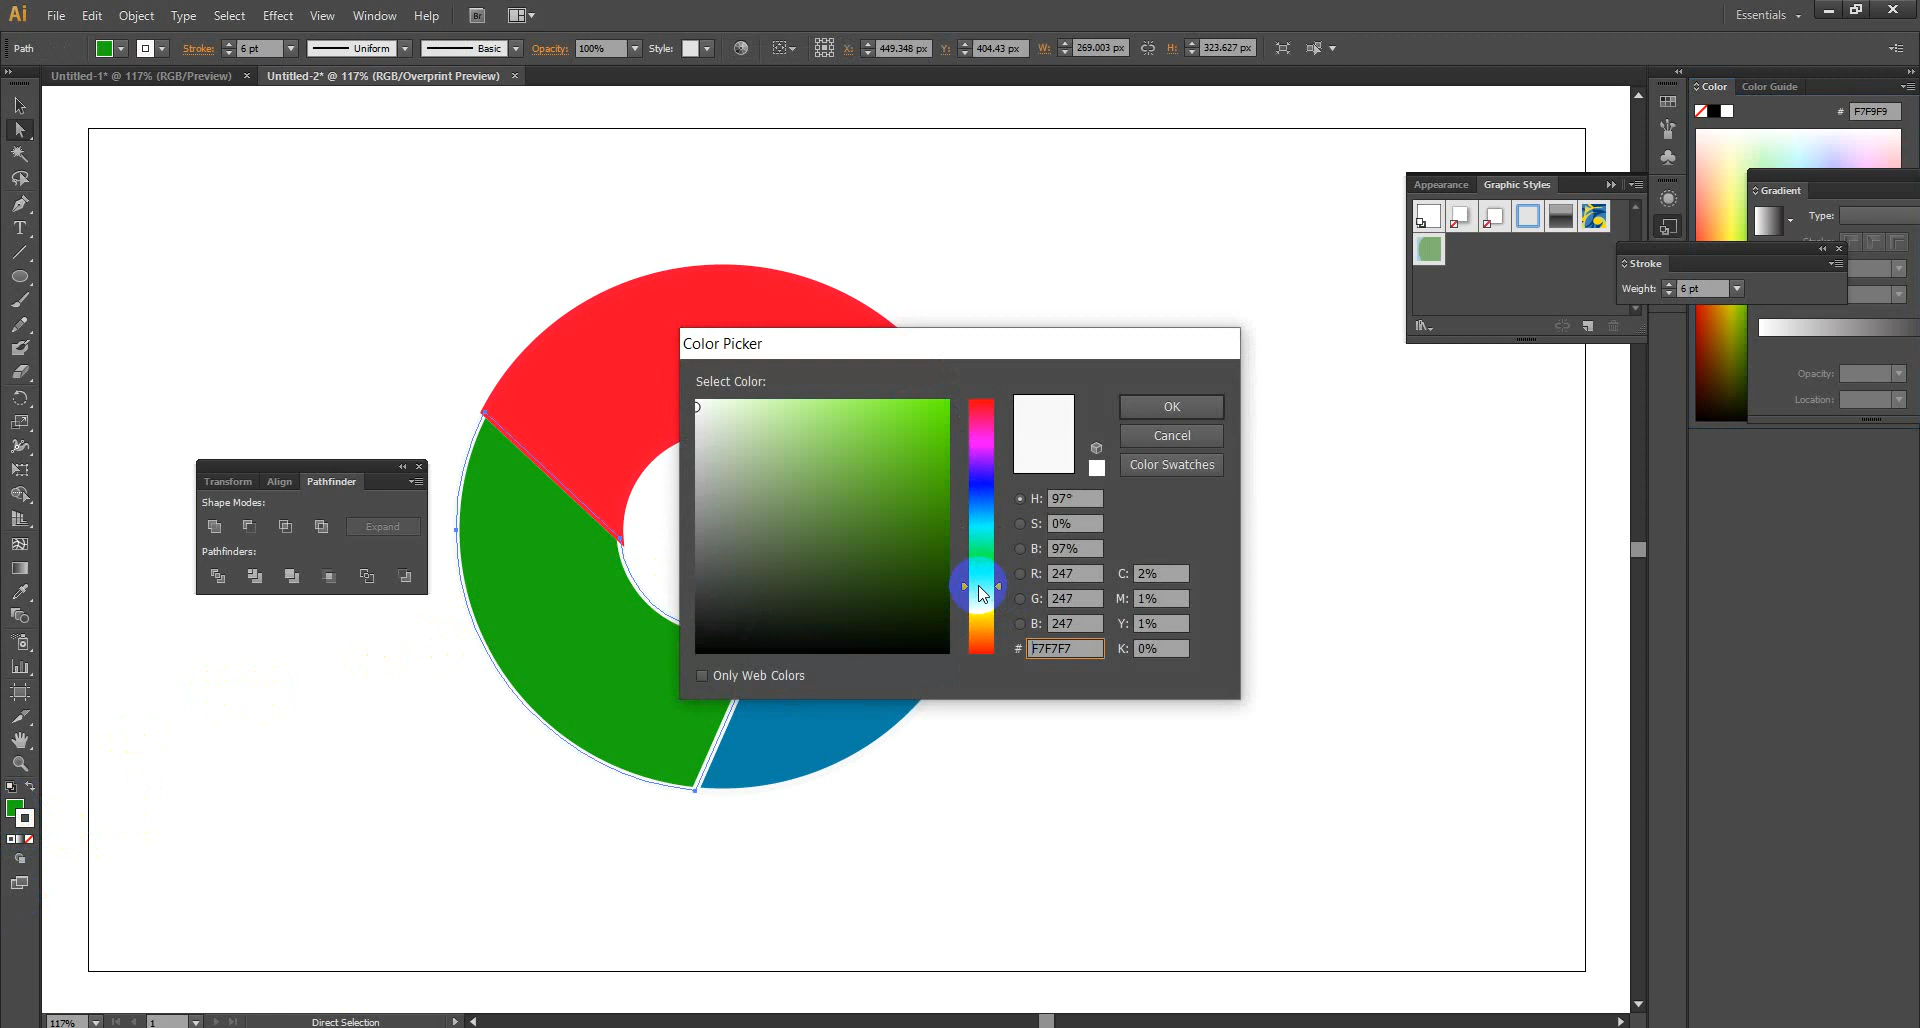 Ai File Edit Object Type Select Effect View Window Help Br Essentials
Path Stroke: 6 pt Uniform Basic Opacity: 100% Style: X: 449.348 px Y: 404.43 px W: 269.003 px H: 323.627 px
Untitled-1* @ 117% (RGB/Preview) × Untitled-2* @ 117% (RGB/Overprint Preview) ×
Color Color Guide
# F7F9F9
Appearance Graphic Styles
Gradient
Type:
Stroke
Weight: 6 pt
Opacity:
Location:
Color Picker
Select Color:
OK
Cancel
Color Swatches
H: 97°
S: 0%
B: 97%
R: 247 C: 2%
G: 247 M: 1%
B: 247 Y: 1%
# F7F7F7 K: 0%
Only Web Colors
Transform Align Pathfinder
Shape Modes:
Expand
Pathfinders:
T
117% 1 Direct Selection